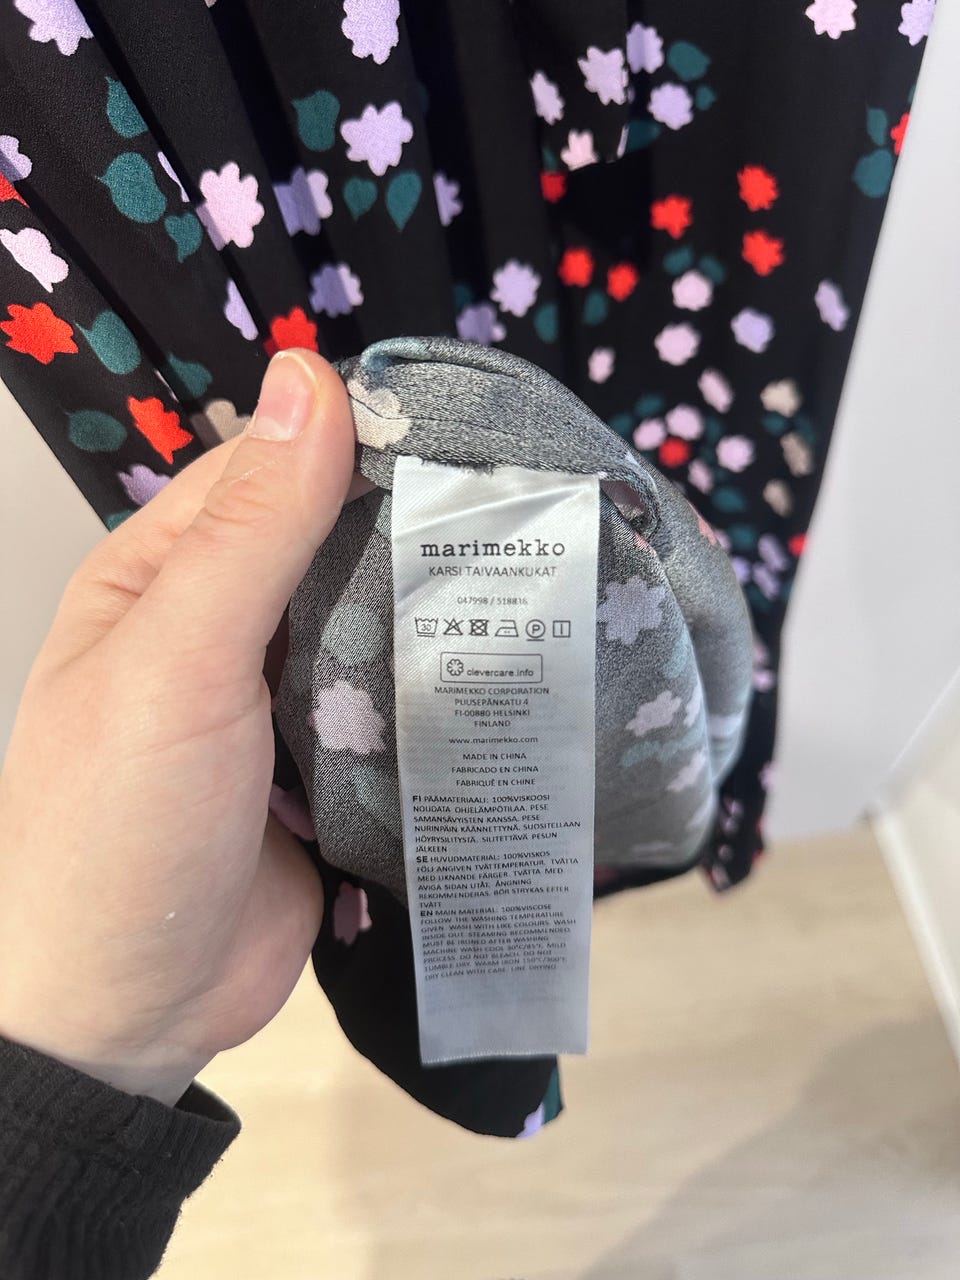 marimekko
KARSI TAIVAANKUKAT
047998 / 518816
30
P
clevercare.info
MARIMEKKO CORPORATION
PUUSEPÄNKATU 4
FI-00880 HELSINKI
FINLAND
www.marimekko.com
MADE IN CHINA
FABRICADO EN CHINA
FABRIQUÉ EN CHINE
FI PÄÄMATERIAALI: 100%VISKOOSI
NOUDATA OHJELÄMPÖTILAA. PESE
SAMANSÄVYISTEN KANSSA. PESE
NURINPÄIN KÄÄNNETTYNÄ. SUOSITELLAAN
HÖYRYSILITYSTÄ. SILITETTÄVÄ PESUN
JÄLKEEN
SE HUVUDMATERIAL: 100%VISKOS
FÖLJ ANGIVEN TVÄTTEMPERATUR. TVÄTTA
MED LIKNANDE FÄRGER. TVÄTTA MED
AVIGA SIDAN UTÅT. ÅNGNING
REKOMMENDERAS. BÖR STRYKAS EFTER
TVÄTT
EN MAIN MATERIAL: 100%VISCOSE
FOLLOW THE WASHING TEMPERATURE
GIVEN. WASH WITH LIKE COLOURS. WASH
INSIDE OUT. STEAMING RECOMMENDED.
MUST BE IRONED AFTER WASHING
MACHINE WASH COOL 30°C/85°F, MILD
PROCESS. DO NOT BLEACH. DO NOT
TUMBLE DRY. WARM IRON 150°C/300°F.
DRY CLEAN WITH CARE. LINE DRYING